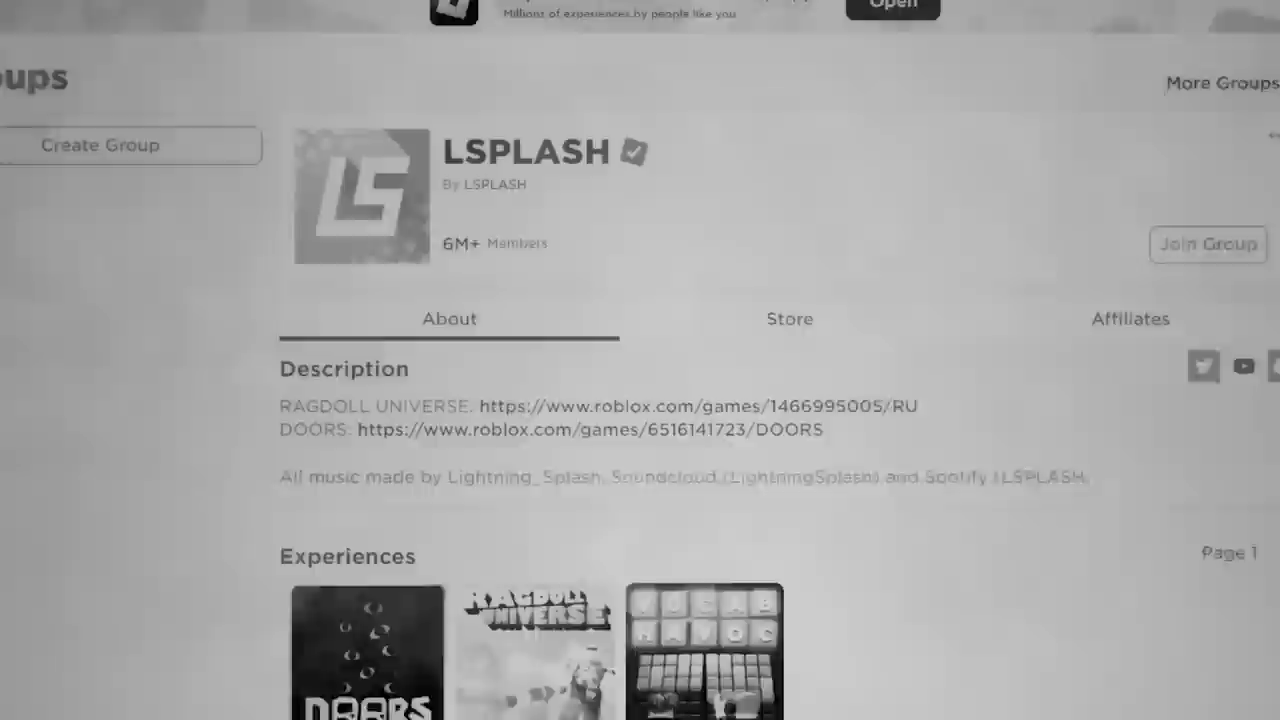 Millions of experiences by people like you
Open
oups
More Groups
Create Group
LS
LSPLASH
By LSPLASH
6M+ Members
Join Group
About
Store
Affiliates
Description
RAGDOLL UNIVERSE: https://www.roblox.com/games/1466995005/RU
DOORS: https://www.roblox.com/games/6516141723/DOORS
All music made by Lightning_Splash, Soundcloud (LightningSplash) and Spotify (LSPLASH.
Experiences
Page 1
RAGDOLL
UNIVERSE
VOCAB
HAVOC
DOORS